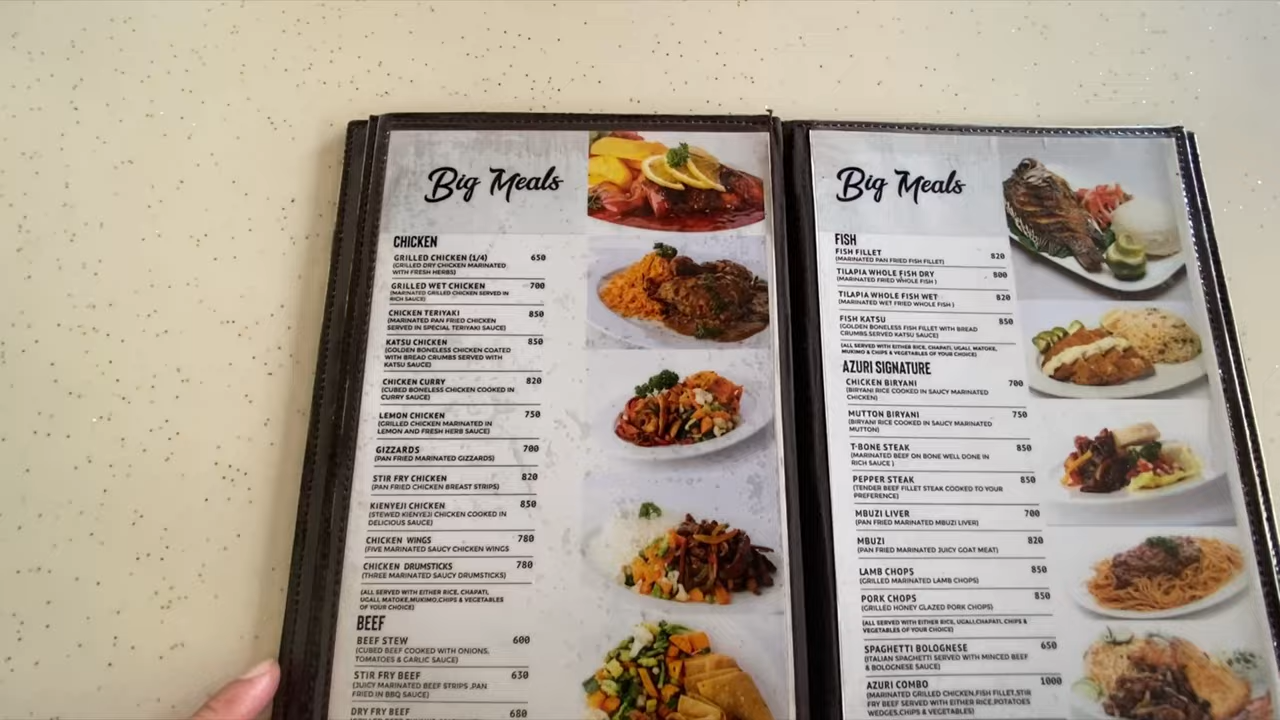 Big Meals
CHICKEN
GRILLED CHICKEN (1/4) 650
(GRILLED DRY CHICKEN MARINATED
WITH FRESH HERBS)
GRILLED WET CHICKEN 700
(MARINATED GRILLED CHICKEN SERVED IN
RICH SAUCE)
CHICKEN TERIYAKI 850
(MARINATED PAN FRIED CHICKEN
SERVED IN SPECIAL TERIYAKI SAUCE)
KATSU CHICKEN 850
(GOLDEN BONELESS CHICKEN COATED
WITH BREAD CRUMBS SERVED WITH
KATSU SAUCE)
CHICKEN CURRY 820
(CUBED BONELESS CHICKEN COOKED IN
CURRY SAUCE)
LEMON CHICKEN 750
(GRILLED CHICKEN MARINATED IN
LEMON AND FRESH HERB SAUCE)
GIZZARDS 700
(PAN FRIED MARINATED GIZZARDS)
STIR FRY CHICKEN 820
(PAN FRIED CHICKEN BREAST STRIPS)
KIENYEJI CHICKEN 850
(STEWED KIENYEJI CHICKEN COOKED IN
DELICIOUS SAUCE)
CHICKEN WINGS 780
(FIVE MARINATED SAUCY CHICKEN WINGS
CHICKEN DRUMSTICKS 780
(THREE MARINATED SAUCY DRUMSTICKS)
(ALL SERVED WITH EITHER RICE, CHAPATI,
UGALI, MATOKE,MUKIMO,CHIPS & VEGETABLES
OF YOUR CHOICE)
BEEF
BEEF STEW 600
(CUBED BEEF COOKED WITH ONIONS,
TOMATOES & GARLIC SAUCE)
STIR FRY BEEF 630
(JUICY MARINATED BEEF STRIPS ,PAN
FRIED IN BBQ SAUCE)
DRY FRY BEEF 680
Big Meals
FISH
FISH FILLET 820
(MARINATED PAN FRIED FISH FILLET)
TILAPIA WHOLE FISH DRY 800
(MARINATED FRIED WHOLE FISH )
TILAPIA WHOLE FISH WET 820
(MARINATED WET FRIED WHOLE FISH )
FISH KATSU 850
(GOLDEN BONELESS FISH FILLET WITH BREAD
CRUMBS,SERVED KATSU SAUCE)
(ALL SERVED WITH EITHER RICE, CHAPATI, UGALI, MATOKE,
MUKIMO & CHIPS & VEGETABLES OF YOUR CHOICE)
AZURI SIGNATURE
CHICKEN BIRYANI 700
(BIRYANI RICE COOKED IN SAUCY MARINATED
CHICKEN)
MUTTON BIRYANI 750
(BIRYANI RICE COOKED IN SAUCY MARINATED
MUTTON)
T-BONE STEAK 850
(MARINATED BEEF ON BONE WELL DONE IN
RICH SAUCE )
PEPPER STEAK 850
(TENDER BEEF FILLET STEAK COOKED TO YOUR
PREFERENCE)
MBUZI LIVER 700
(PAN FRIED MARINATED MBUZI LIVER)
MBUZI 820
(PAN FRIED MARINATED JUICY GOAT MEAT)
LAMB CHOPS 850
(GRILLED MARINATED LAMB CHOPS)
PORK CHOPS 850
(GRILLED HONEY GLAZED PORK CHOPS)
(ALL SERVED WITH EITHER RICE, UGALI,CHAPATI, CHIPS &
VEGETABLES OF YOUR CHOICE)
SPAGHETTI BOLOGNESE 650
(ITALIAN SPAGHETTI SERVED WITH MINCED BEEF
& BOLOGNESE SAUCE)
AZURI COMBO 1000
(MARINATED GRILLED CHICKEN,FISH FILLET,STIR
FRY BEEF SERVED WITH EITHER RICE,POTATOES
WEDGES,CHIPS & VEGETABLES)